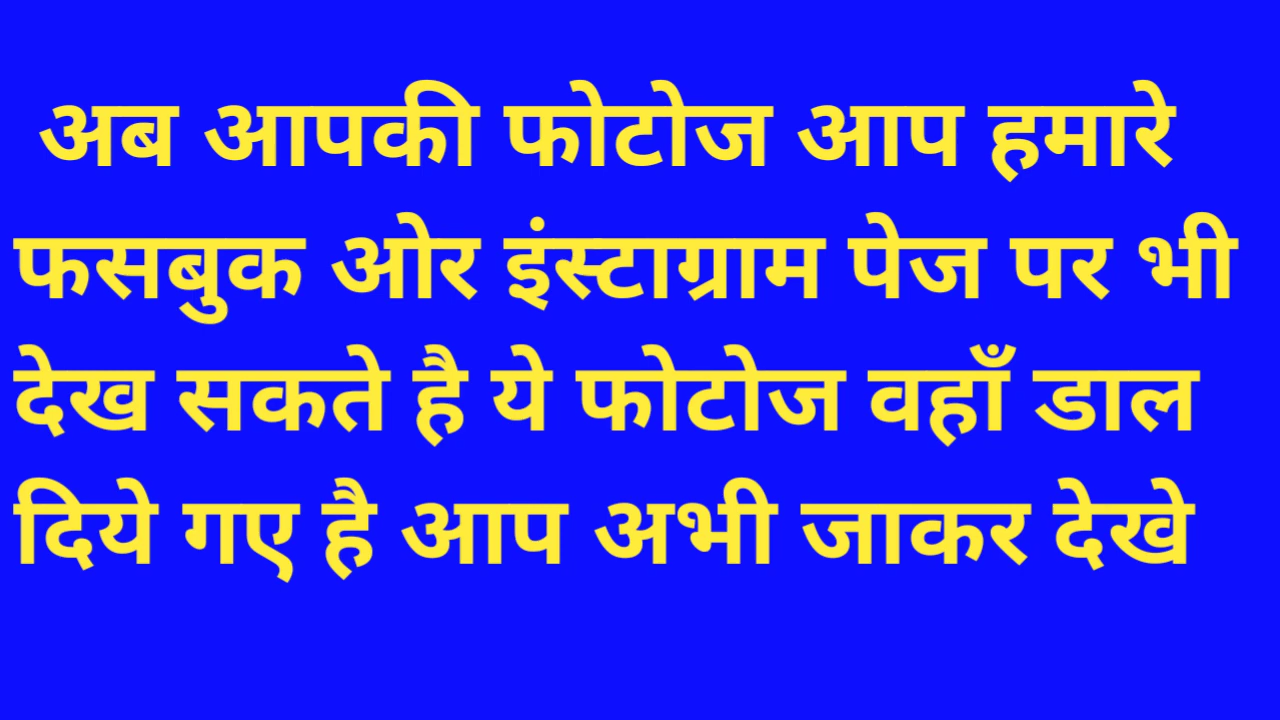 अब आपकी फोटोज आप हमारे
फसबुक ओर इंस्टाग्राम पेज पर भी
देख सकते है ये फोटोज वहाँ डाल
दिये गए है आप अभी जाकर देखे